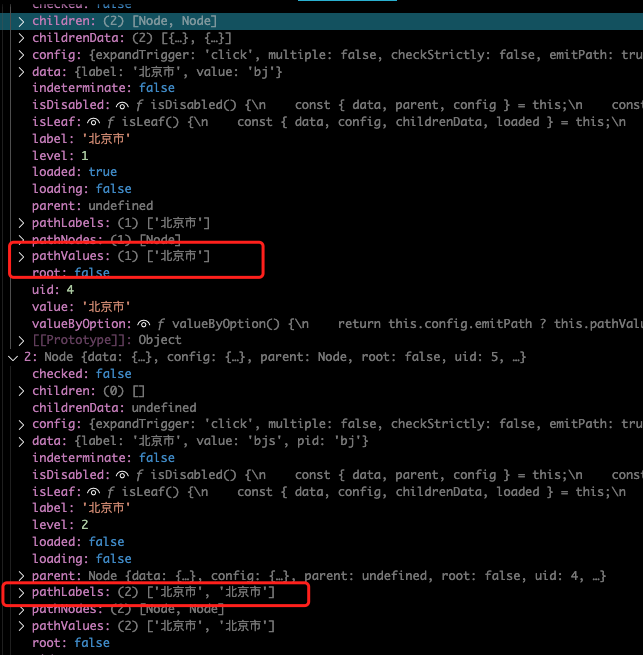 checked: false
children: (2) [Node, Node]
childrenData: (2) [{…}, {…}]
config: {expandTrigger: 'click', multiple: false, checkStrictly: false, emitPath: tru
data: {label: '北京市', value: 'bj'}
indeterminate: false
isDisabled: ƒ isDisabled() {\n    const { data, parent, config } = this;\n    cons
isLeaf: ƒ isLeaf() {\n    const { data, config, childrenData, loaded } = this;\n
label: '北京市'
level: 1
loaded: true
loading: false
parent: undefined
pathLabels: (1) ['北京市']
pathNodes: (1) [Node]
pathValues: (1) ['北京市']
root: false
uid: 4
value: '北京市'
valueByOption: ƒ valueByOption() {\n    return this.config.emitPath ? this.pathVal
[[Prototype]]: Object
2: Node {data: {…}, config: {…}, parent: Node, root: false, uid: 5, …}
checked: false
children: (0) []
childrenData: undefined
config: {expandTrigger: 'click', multiple: false, checkStrictly: false, emitPath: tru
data: {label: '北京市', value: 'bjs', pid: 'bj'}
indeterminate: false
isDisabled: ƒ isDisabled() {\n    const { data, parent, config } = this;\n    cons
isLeaf: ƒ isLeaf() {\n    const { data, config, childrenData, loaded } = this;\n
label: '北京市'
level: 2
loaded: false
loading: false
parent: Node {data: {…}, config: {…}, parent: undefined, root: false, uid: 4, …}
pathLabels: (2) ['北京市', '北京市']
pathNodes: (2) [Node, Node]
pathValues: (2) ['北京市', '北京市']
root: false